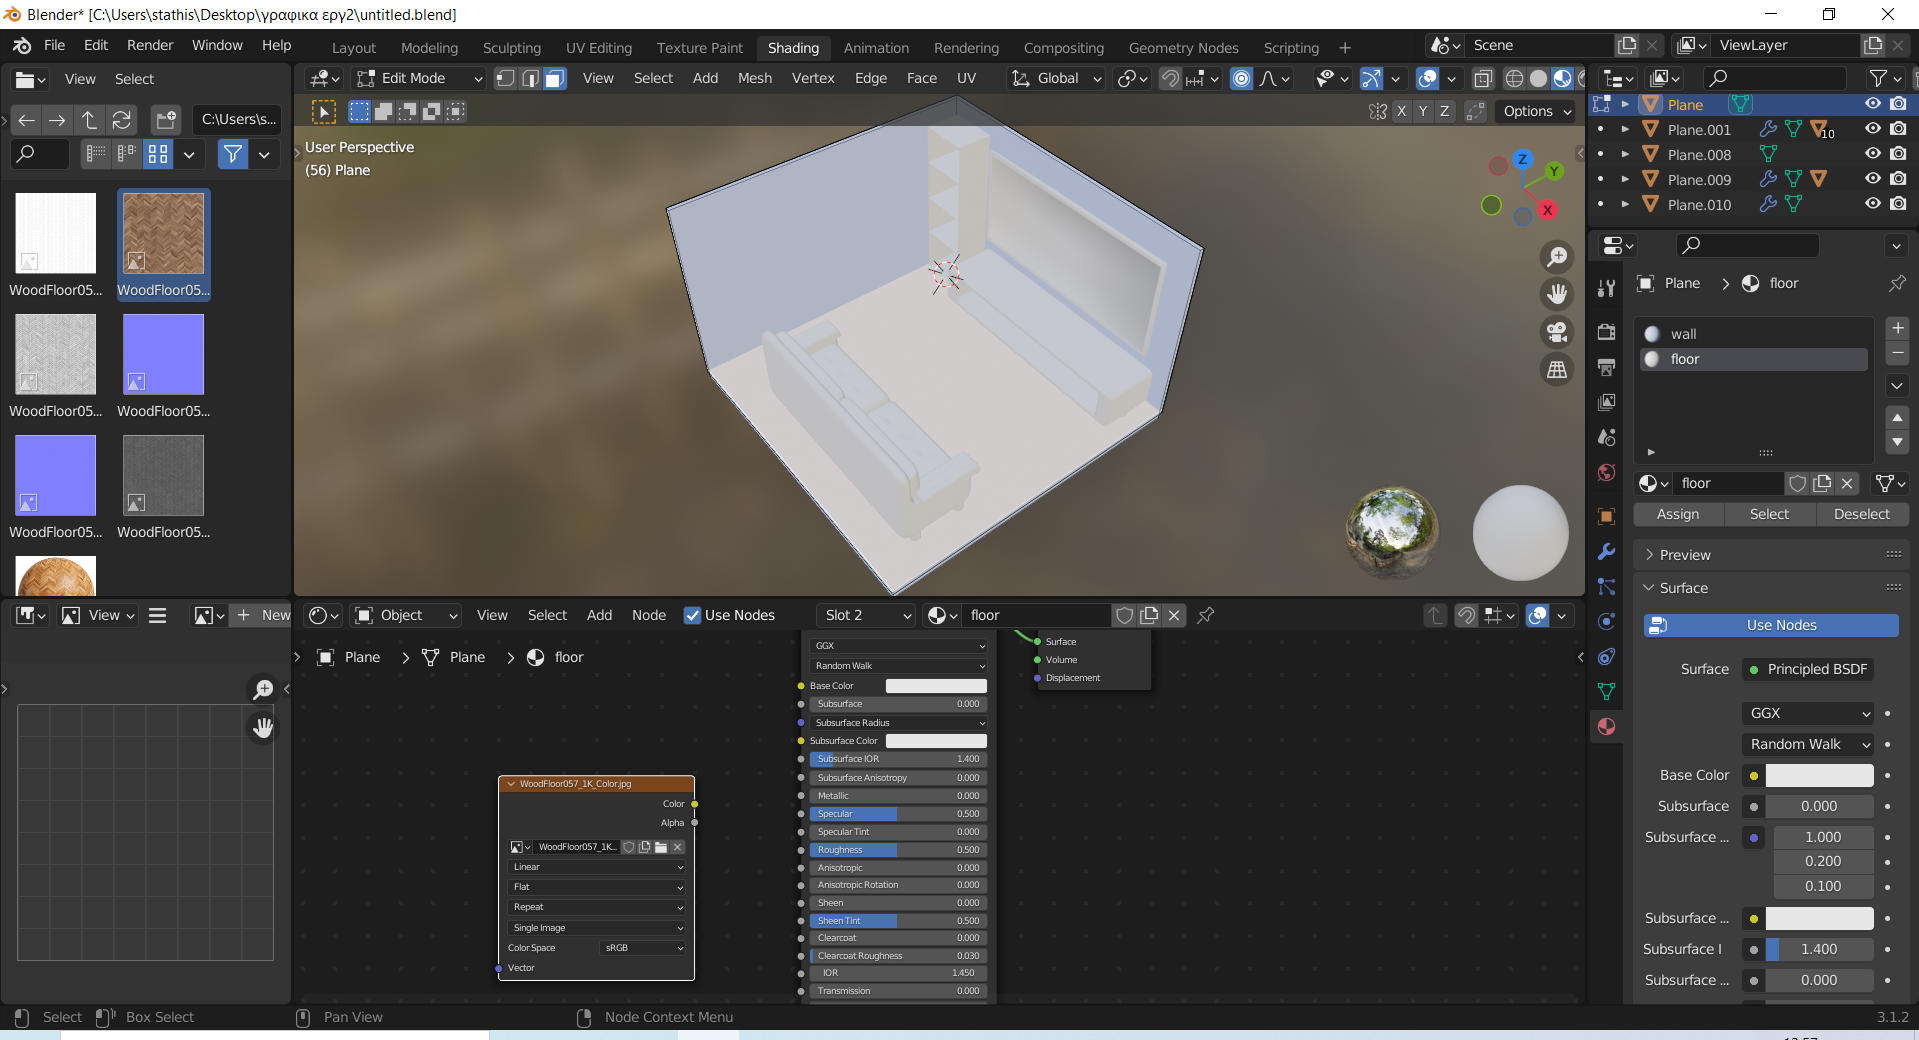 Blender* [C:\Users\stathis\Desktop\γραφικα εργ2\untitled.blend]
File Edit Render Window Help Layout Modeling Sculpting UV Editing Texture Paint Shading Animation Rendering Compositing Geometry Nodes Scripting Scene ViewLayer
View Select
Edit Mode View Select Add Mesh Vertex Edge Face UV Global
C:\Users\s...
X Y Z Options
User Perspective
(56) Plane
Z
Y
X
WoodFloor05... WoodFloor05...
WoodFloor05... WoodFloor05...
WoodFloor05... WoodFloor05...
Plane
Plane.001 10
Plane.008
Plane.009
Plane.010
Plane floor
wall
floor
floor
Assign Select Deselect
Preview
Surface
Use Nodes
Surface Principled BSDF
GGX
Random Walk
Base Color
Subsurface 0.000
Subsurface ... 1.000
0.200
0.100
Subsurface ...
Subsurface I 1.400
Subsurface ... 0.000
View New
Object View Select Add Node Use Nodes Slot 2 floor
Plane Plane floor
GGX
Random Walk
Base Color
Subsurface 0.000
Subsurface Radius
Subsurface Color
Subsurface IOR 1.400
Subsurface Anisotropy 0.000
Metallic 0.000
Specular 0.500
Specular Tint 0.000
Roughness 0.500
Anisotropic 0.000
Anisotropic Rotation 0.000
Sheen 0.000
Sheen Tint 0.500
Clearcoat 0.000
Clearcoat Roughness 0.030
IOR 1.450
Transmission 0.000
Surface
Volume
Displacement
WoodFloor057_1K_Color.jpg
Color
Alpha
WoodFloor057_1K...
Linear
Flat
Repeat
Single Image
Color Space sRGB
Vector
Select Box Select Pan View Node Context Menu 3.1.2